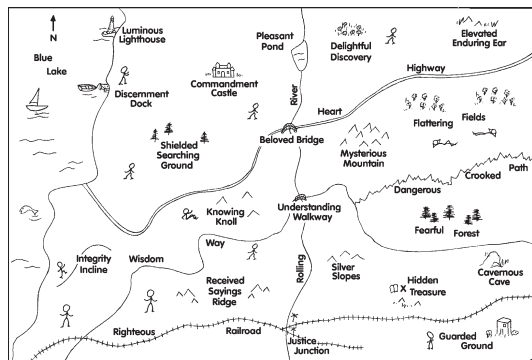 N
Luminous
Lighthouse
Pleasant
Pond
Delightful
Discovery
Elevated
Enduring Ear
Blue
Lake
Discernment
Dock
Commandment
Castle
River
Highway
Heart
Flattering Fields
Shielded
Searching
Ground
Beloved Bridge
Mysterious
Mountain
Dangerous Crooked Path
Knowing
Knoll
Understanding
Walkway
Fearful Forest
Integrity
Incline
Wisdom Way
Received
Sayings
Ridge
Rolling
Silver
Slopes
X Hidden
Treasure
Cavernous
Cave
Righteous Railroad
Justice
Junction
Guarded
Ground